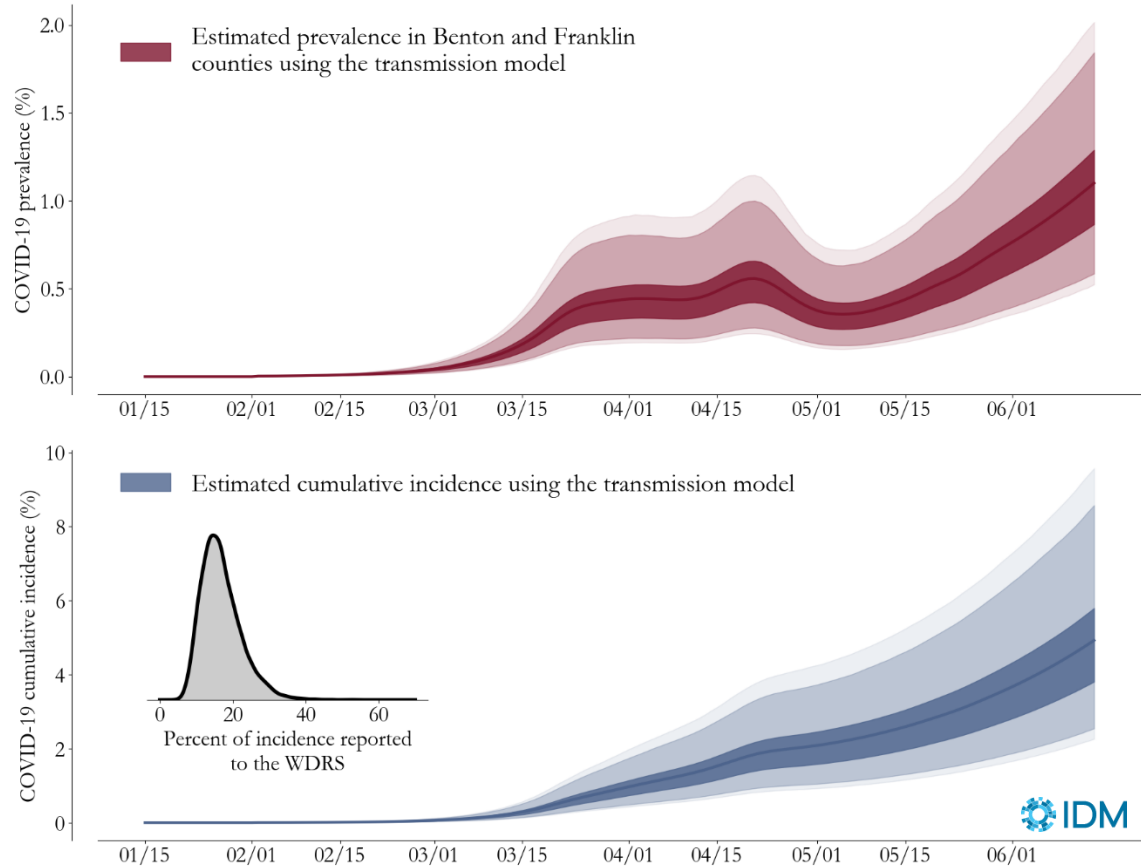 Estimated prevalence in Benton and Franklin
counties using the transmission model
COVID-19 prevalence (%)
2.0
1.5
1.0
0.5
0.0
01/15 02/01 02/15 03/01 03/15 04/01 04/15 05/01 05/15 06/01
Estimated cumulative incidence using the transmission model
COVID-19 cumulative incidence (%)
10
8
6
4
2
0
0 20 40 60
Percent of incidence reported
to the WDRS
IDM
01/15 02/01 02/15 03/01 03/15 04/01 04/15 05/01 05/15 06/01